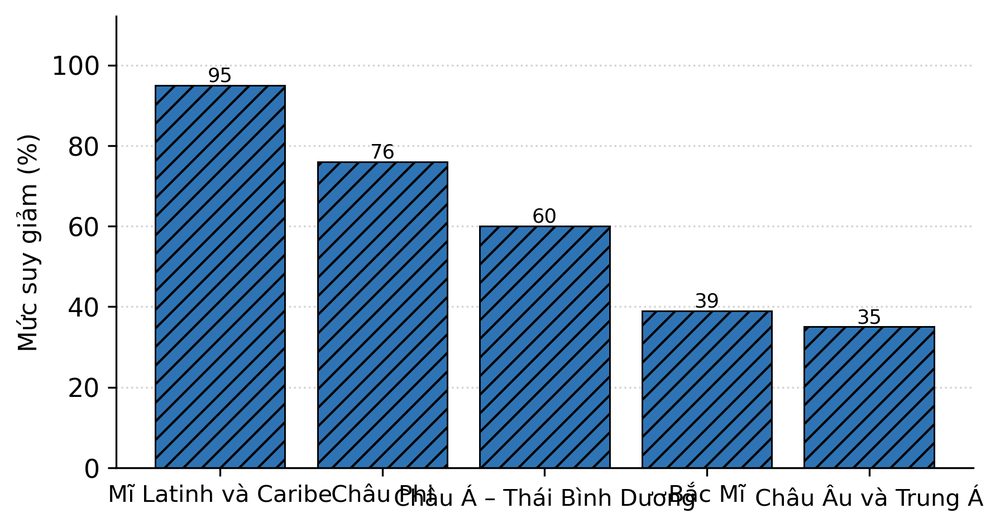 Mức suy giảm (%)
100
80
60
40
20
0
95
76
60
39
35
Mĩ Latinh và Caribe
Châu Phi
Châu Á – Thái Bình Dương
Bắc Mĩ
Châu Âu và Trung Á